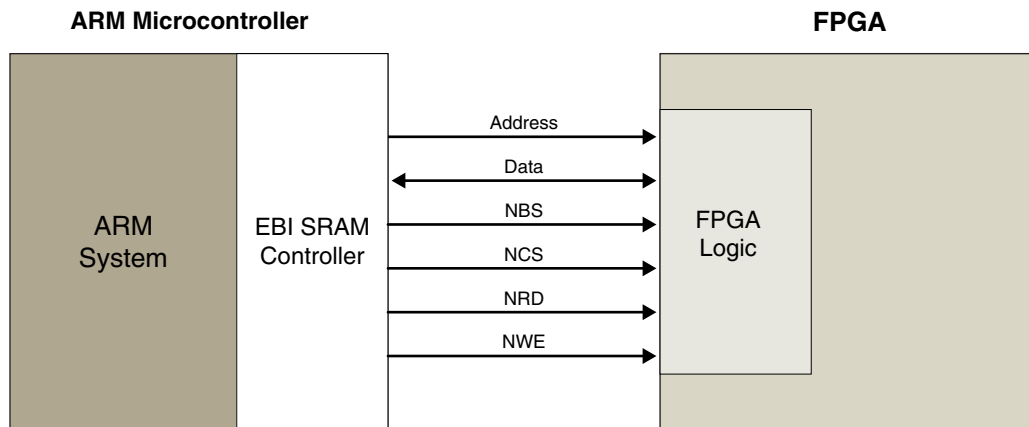 ARM Microcontroller
FPGA
ARM
System
EBI SRAM
Controller
Address
Data
NBS
NCS
NRD
NWE
FPGA
Logic